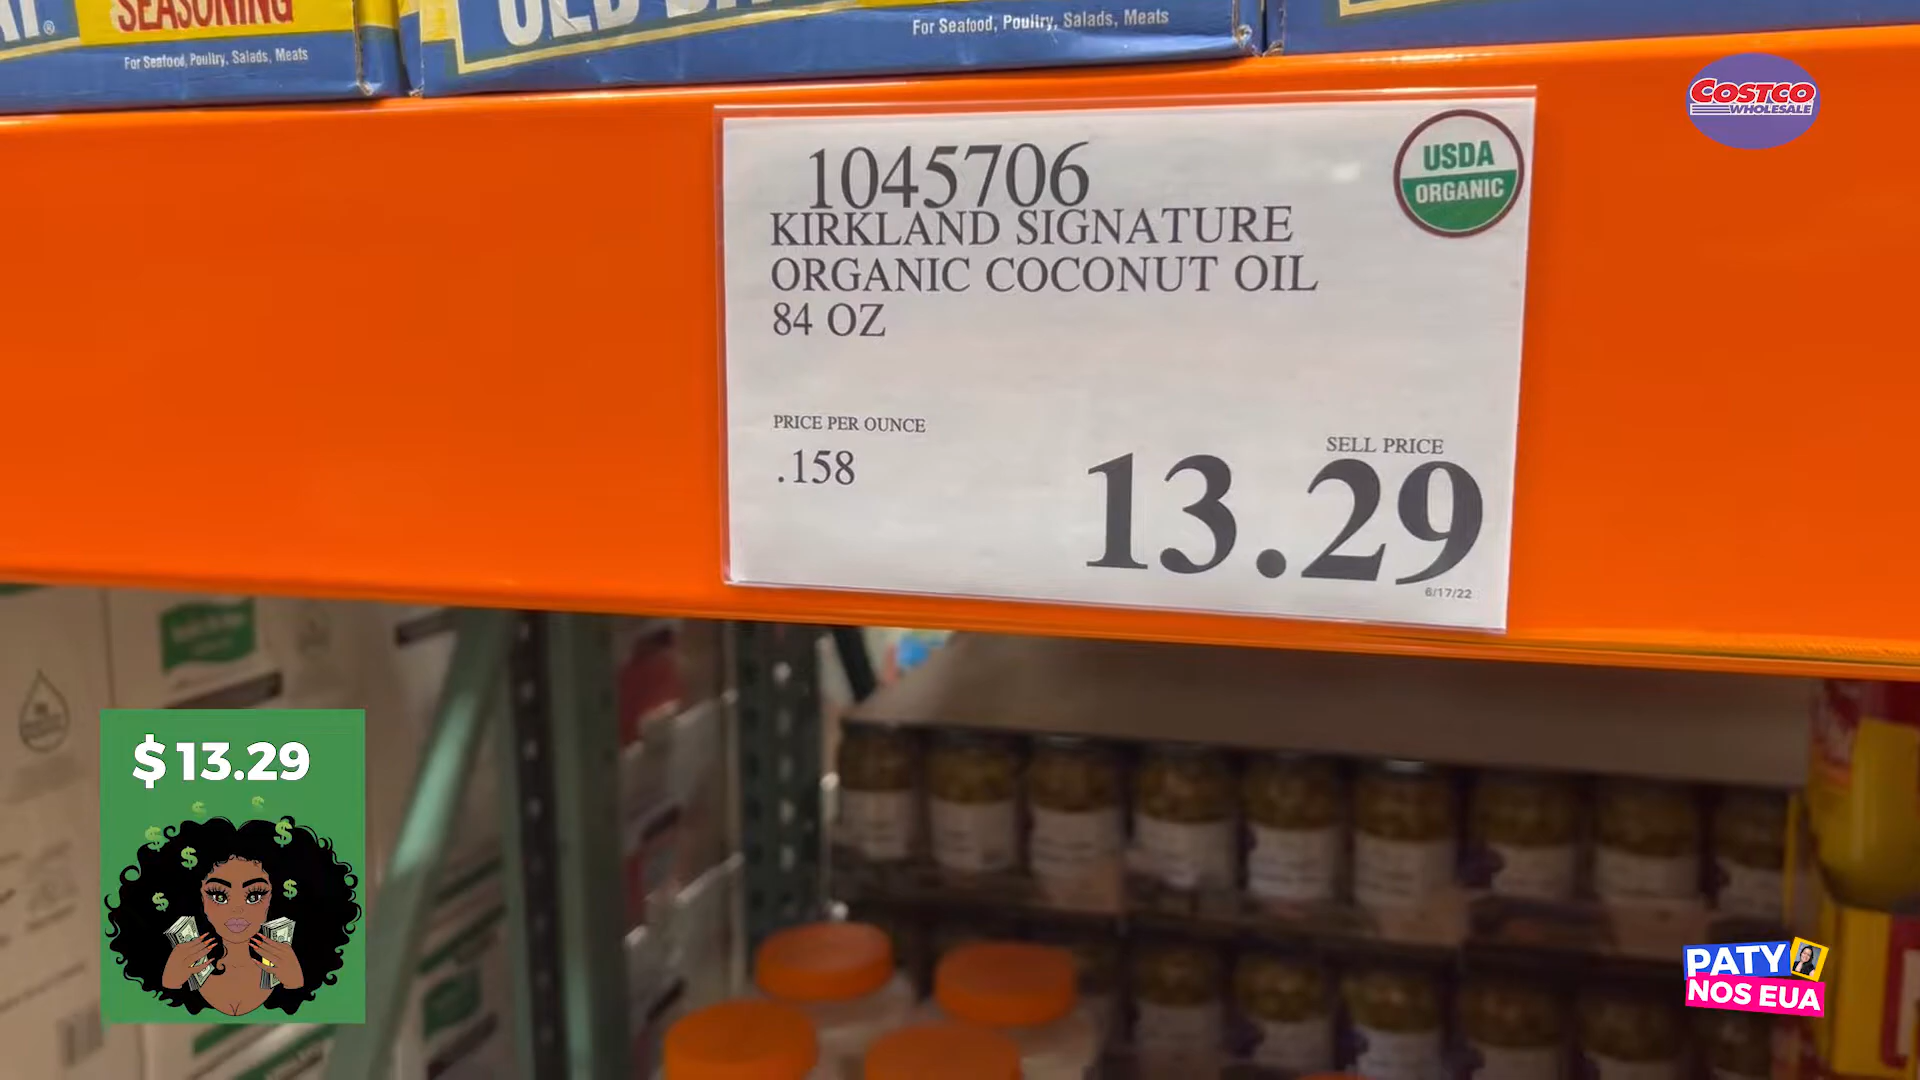 SEASONING
For Seafood, Poultry, Salads, Meats
OLD BAY
For Seafood, Poultry, Salads, Meats
COSTCO
WHOLESALE
1045706
KIRKLAND SIGNATURE
ORGANIC COCONUT OIL
84 OZ
USDA
ORGANIC
PRICE PER OUNCE
.158
SELL PRICE
13.29
6/17/22
$13.29
PATY
NOS EUA